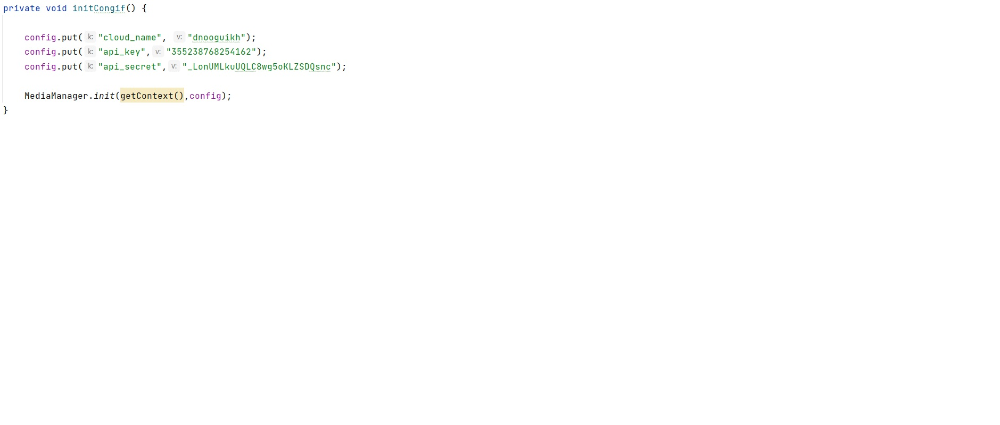 private void initCongif() {
config.put( k: "cloud_name", v: "dnooguikh");
config.put( k: "api_key", v: "355238768254162");
config.put( k: "api_secret", v: "_LonUMLkuUQLC8wg5oKLZSDQsnc");
MediaManager.init(getContext(),config);
}